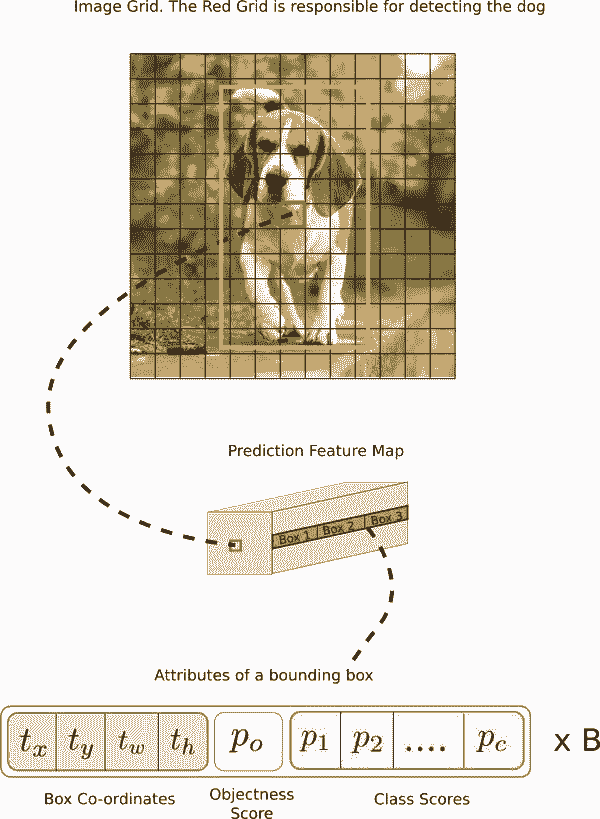 Image Grid. The Red Grid is responsible for detecting the dog
Prediction Feature Map
Box 1 Box 2 Box 3
Attributes of a bounding box
t_x t_y t_w t_h p_o p_1 p_2 .... p_c x B
Box Co-ordinates Objectness Score Class Scores